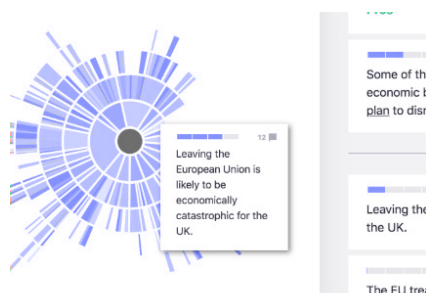 Some of th
economic b
plan to disr
12
Leaving the
European Union is
likely to be
economically
catastrophic for the
UK.
Leaving the
the UK.
The EU trea